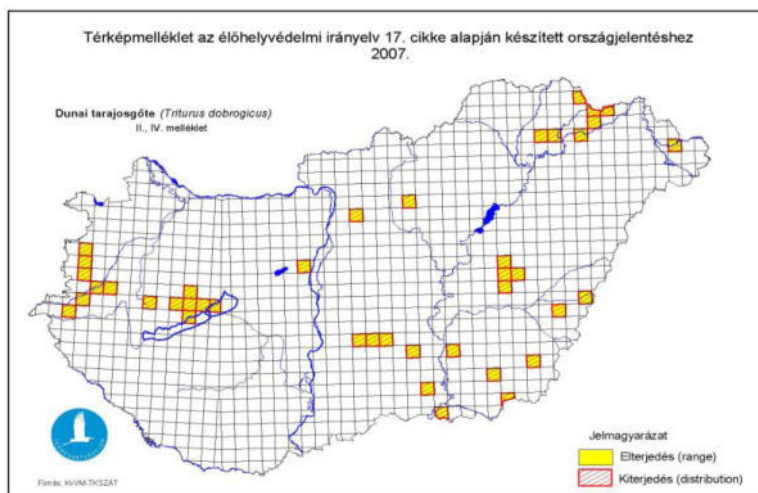 Térképmelléklet az élőhelyvédelmi irányelv 17. cikke alapján készített országjelentéshez
2007.
Dunai tarajosgőte (Triturus dobrogicus)
II., IV. melléklet
Jelmagyarázat
Elterjedés (range)
Kiterjedés (distribution)
Forrás: KvVM-TKSZÁT